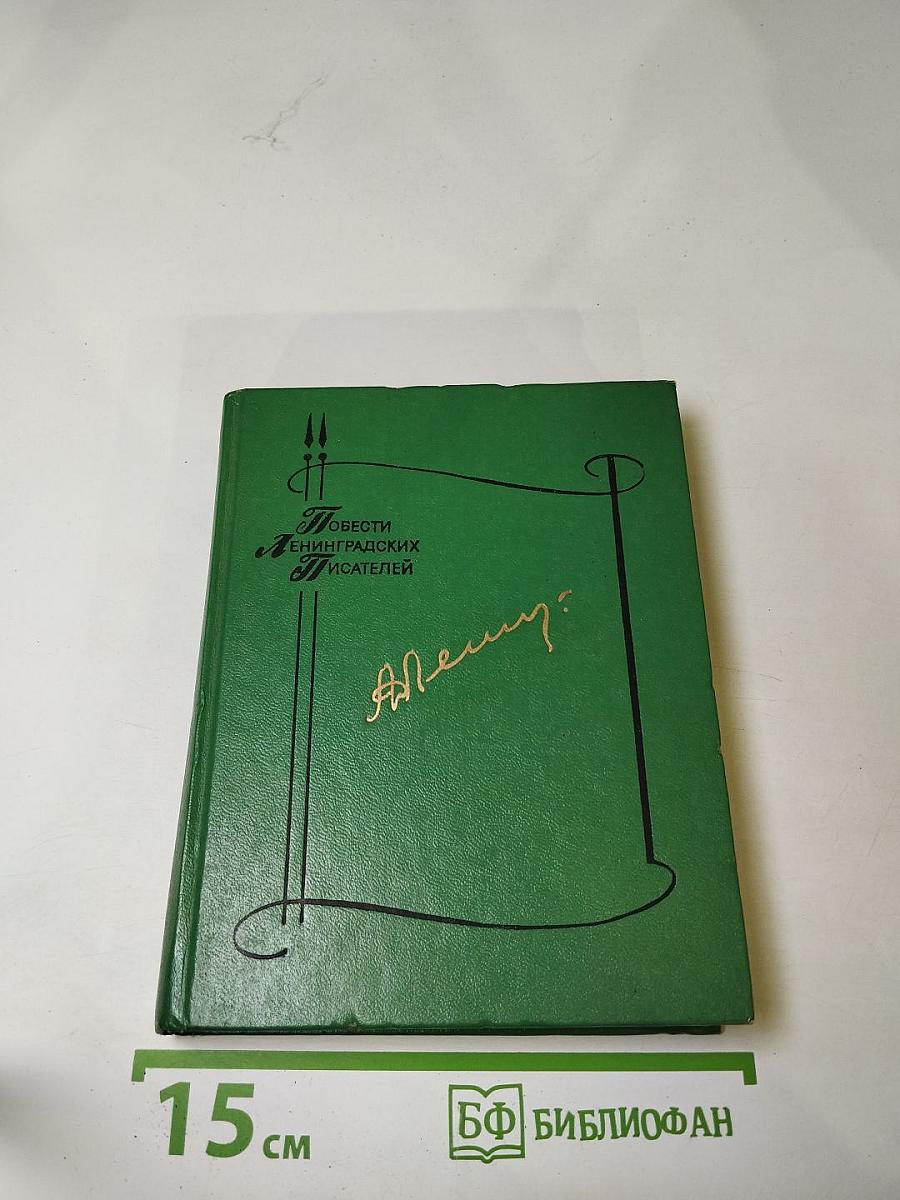 Повести
Ленинградских
Писателей
15 см
БФ БИБЛИОФАН